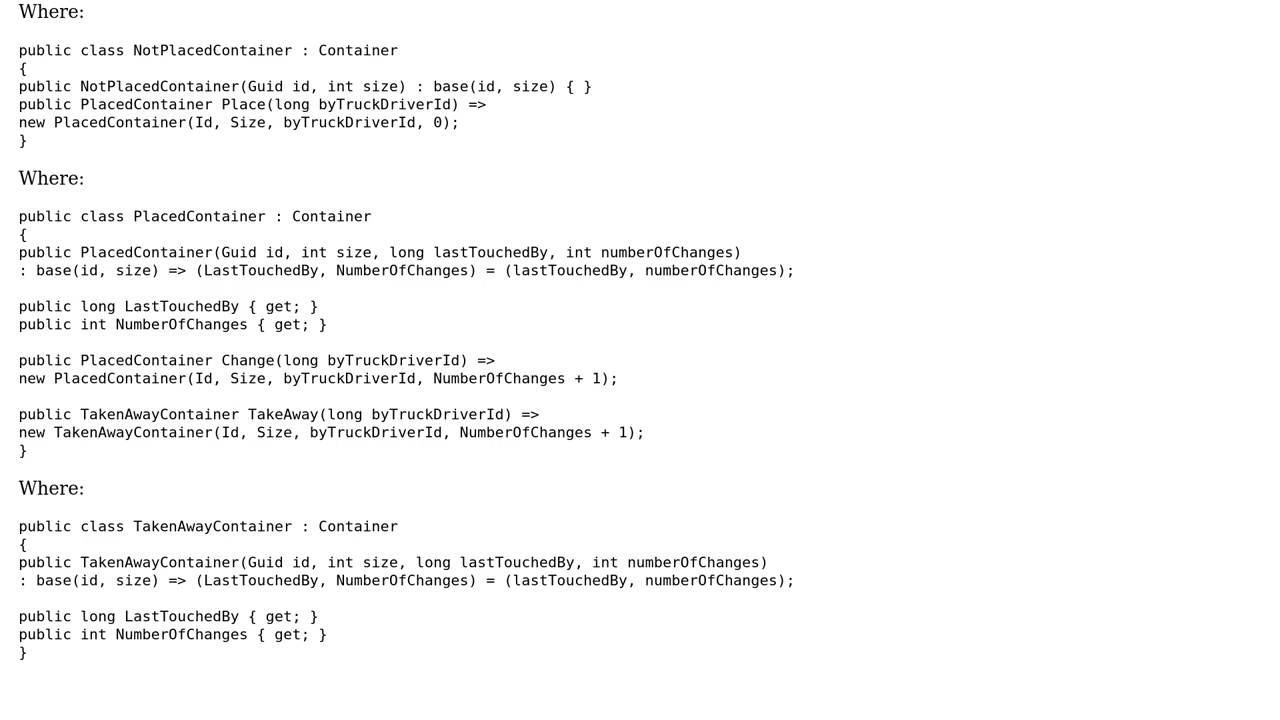 Where:
public class NotPlacedContainer : Container
{
public NotPlacedContainer(Guid id, int size) : base(id, size) { }
public PlacedContainer Place(long byTruckDriverId) =>
new PlacedContainer(Id, Size, byTruckDriverId, 0);
}
Where:
public class PlacedContainer : Container
{
public PlacedContainer(Guid id, int size, long lastTouchedBy, int numberOfChanges)
: base(id, size) => (LastTouchedBy, NumberOfChanges) = (lastTouchedBy, numberOfChanges);
public long LastTouchedBy { get; }
public int NumberOfChanges { get; }
public PlacedContainer Change(long byTruckDriverId) =>
new PlacedContainer(Id, Size, byTruckDriverId, NumberOfChanges + 1);
public TakenAwayContainer TakeAway(long byTruckDriverId) =>
new TakenAwayContainer(Id, Size, byTruckDriverId, NumberOfChanges + 1);
}
Where:
public class TakenAwayContainer : Container
{
public TakenAwayContainer(Guid id, int size, long lastTouchedBy, int numberOfChanges)
: base(id, size) => (LastTouchedBy, NumberOfChanges) = (lastTouchedBy, numberOfChanges);
public long LastTouchedBy { get; }
public int NumberOfChanges { get; }
}